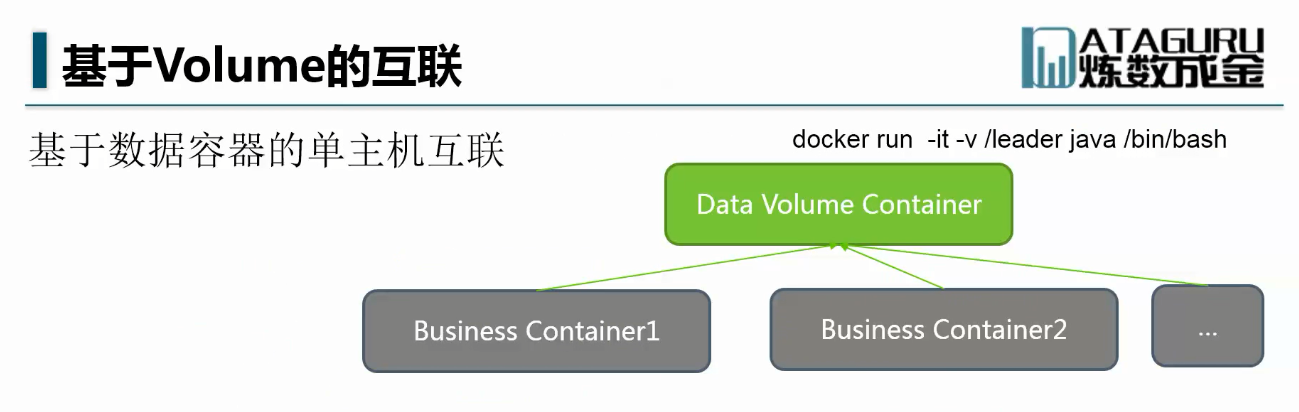 基于Volume的互联
ATAGURU
炼数成金
基于数据容器的单主机互联
docker run  -it -v /leader java /bin/bash
Data Volume Container
Business Container1
Business Container2
...